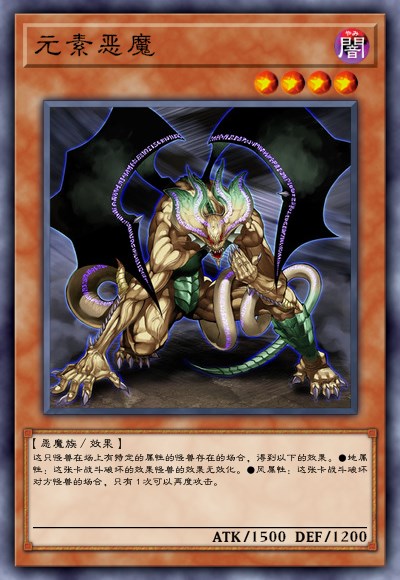 元素恶魔
やみ
闇
【恶魔族／效果】
这只怪兽在场上有特定的属性的怪兽存在的场合，得到以下的效果。●地属
性：这张卡战斗破坏的效果怪兽的效果无效化。●风属性：这张卡战斗破坏
对方怪兽的场合，只有1次可以再度攻击。
ATK/1500 DEF/1200